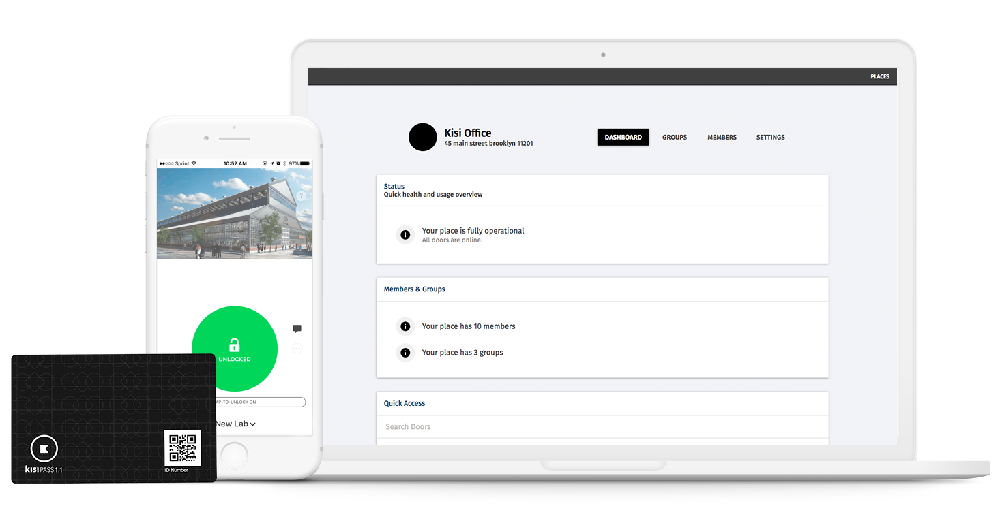 PLACES
Kisi Office
45 main street brooklyn 11201
DASHBOARD GROUPS MEMBERS SETTINGS
Status
Quick health and usage overview
Your place is fully operational
All doors are online.
Members & Groups
Your place has 10 members
Your place has 3 groups
Quick Access
Search Doors
Sprint 10:52 AM 97%
?
UNLOCKED
AP-TO-UNLOCK ON
New Lab
kisi PASS 1.1
ID Number